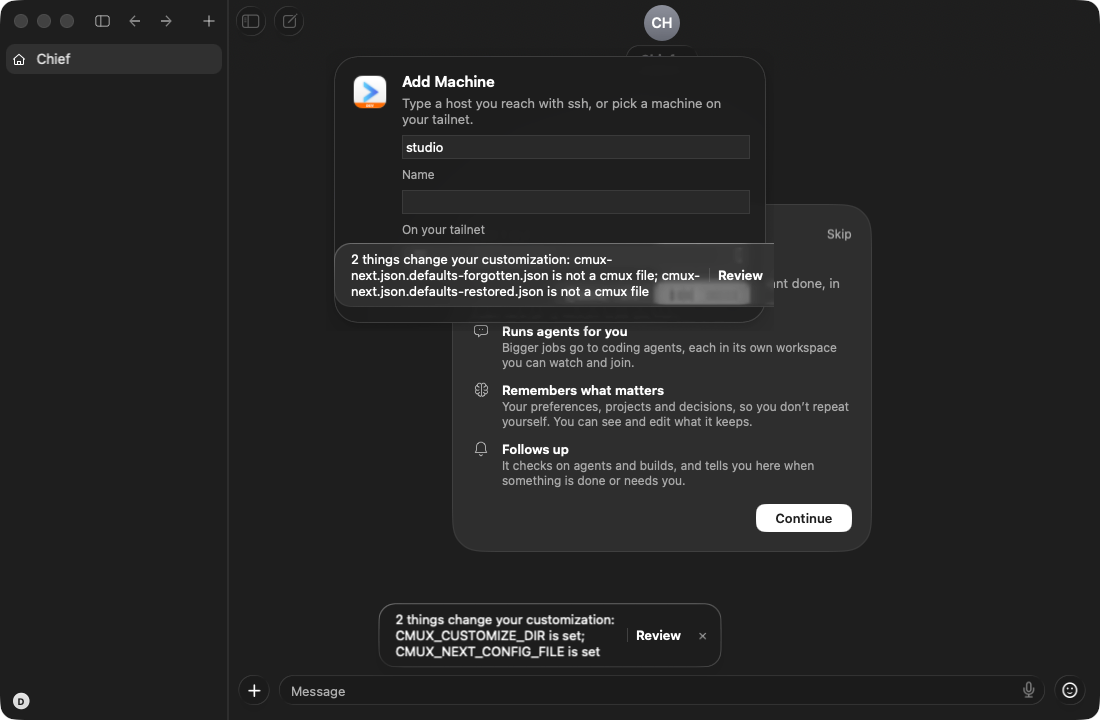 CH
Chief
Add Machine
Type a host you reach with ssh, or pick a machine on
your tailnet.
studio
Name
On your tailnet
Skip
2 things change your customization: cmux-
next.json.defaults-forgotten.json is not a cmux file; cmux-
next.json.defaults-restored.json is not a cmux file
Review
ant done, in
Runs agents for you
Bigger jobs go to coding agents, each in its own workspace
you can watch and join.
Remembers what matters
Your preferences, projects and decisions, so you don’t repeat
yourself. You can see and edit what it keeps.
Follows up
It checks on agents and builds, and tells you here when
something is done or needs you.
Continue
2 things change your customization:
CMUX_CUSTOMIZE_DIR is set;
CMUX_NEXT_CONFIG_FILE is set
Review
Message
D